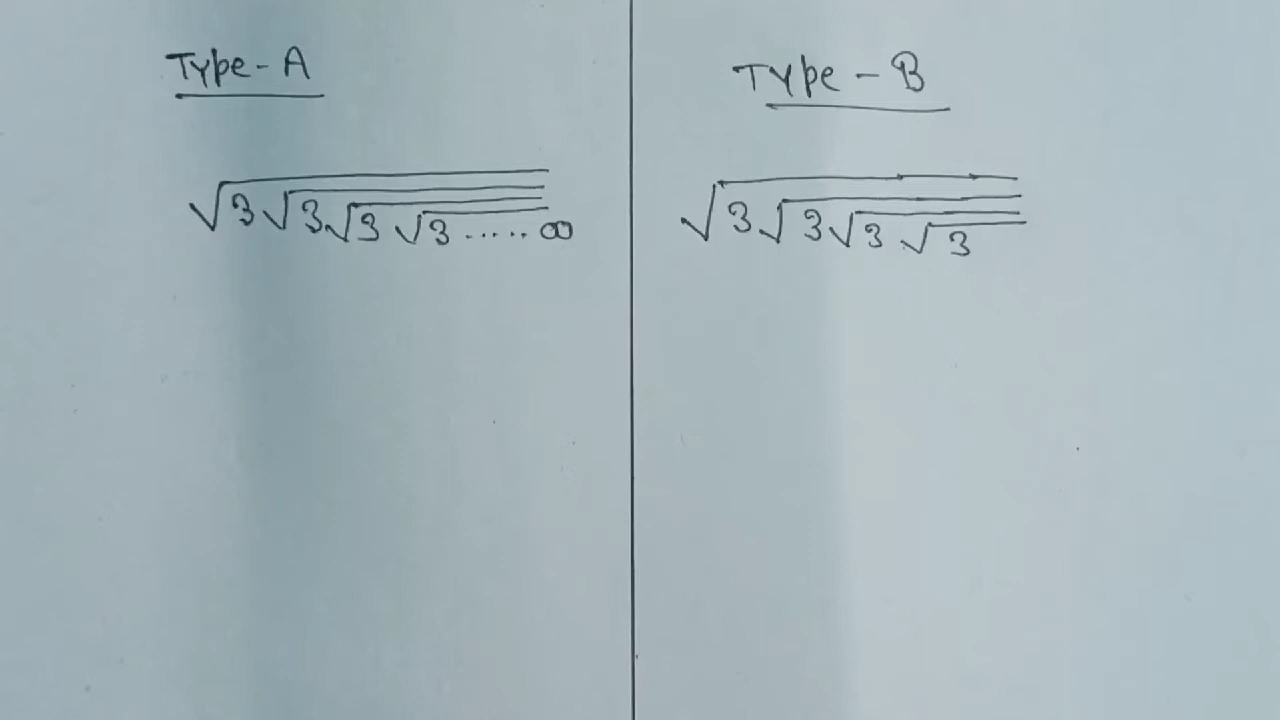 Type - A
√3√3√3√3.....∞
Type - B
√3√3√3√3